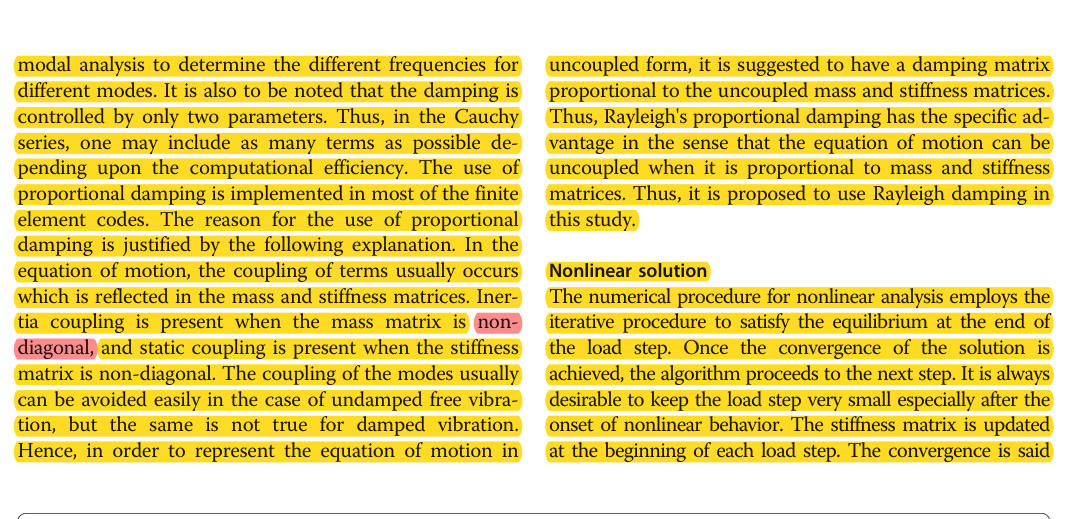 modal analysis to determine the different frequencies for
different modes. It is also to be noted that the damping is
controlled by only two parameters. Thus, in the Cauchy
series, one may include as many terms as possible de-
pending upon the computational efficiency. The use of
proportional damping is implemented in most of the finite
element codes. The reason for the use of proportional
damping is justified by the following explanation. In the
equation of motion, the coupling of terms usually occurs
which is reflected in the mass and stiffness matrices. Iner-
tia coupling is present when the mass matrix is non-
diagonal, and static coupling is present when the stiffness
matrix is non-diagonal. The coupling of the modes usually
can be avoided easily in the case of undamped free vibra-
tion, but the same is not true for damped vibration.
Hence, in order to represent the equation of motion in
uncoupled form, it is suggested to have a damping matrix
proportional to the uncoupled mass and stiffness matrices.
Thus, Rayleigh's proportional damping has the specific ad-
vantage in the sense that the equation of motion can be
uncoupled when it is proportional to mass and stiffness
matrices. Thus, it is proposed to use Rayleigh damping in
this study.
Nonlinear solution
The numerical procedure for nonlinear analysis employs the
iterative procedure to satisfy the equilibrium at the end of
the load step. Once the convergence of the solution is
achieved, the algorithm proceeds to the next step. It is always
desirable to keep the load step very small especially after the
onset of nonlinear behavior. The stiffness matrix is updated
at the beginning of each load step. The convergence is said